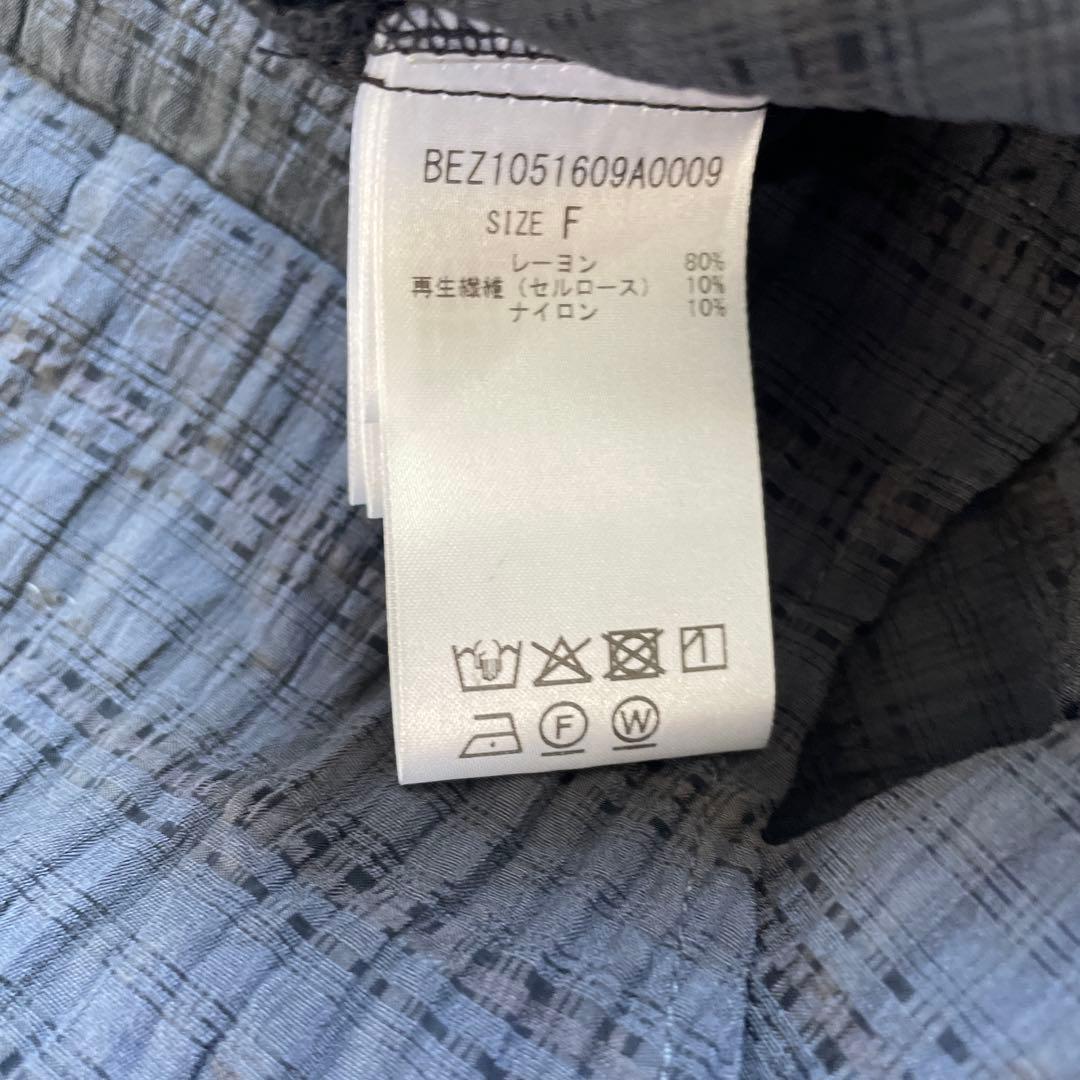 BEZ1051609A0009
SIZE F
レーヨン 80%
再生繊維（セルロース） 10%
ナイロン 10%
F W